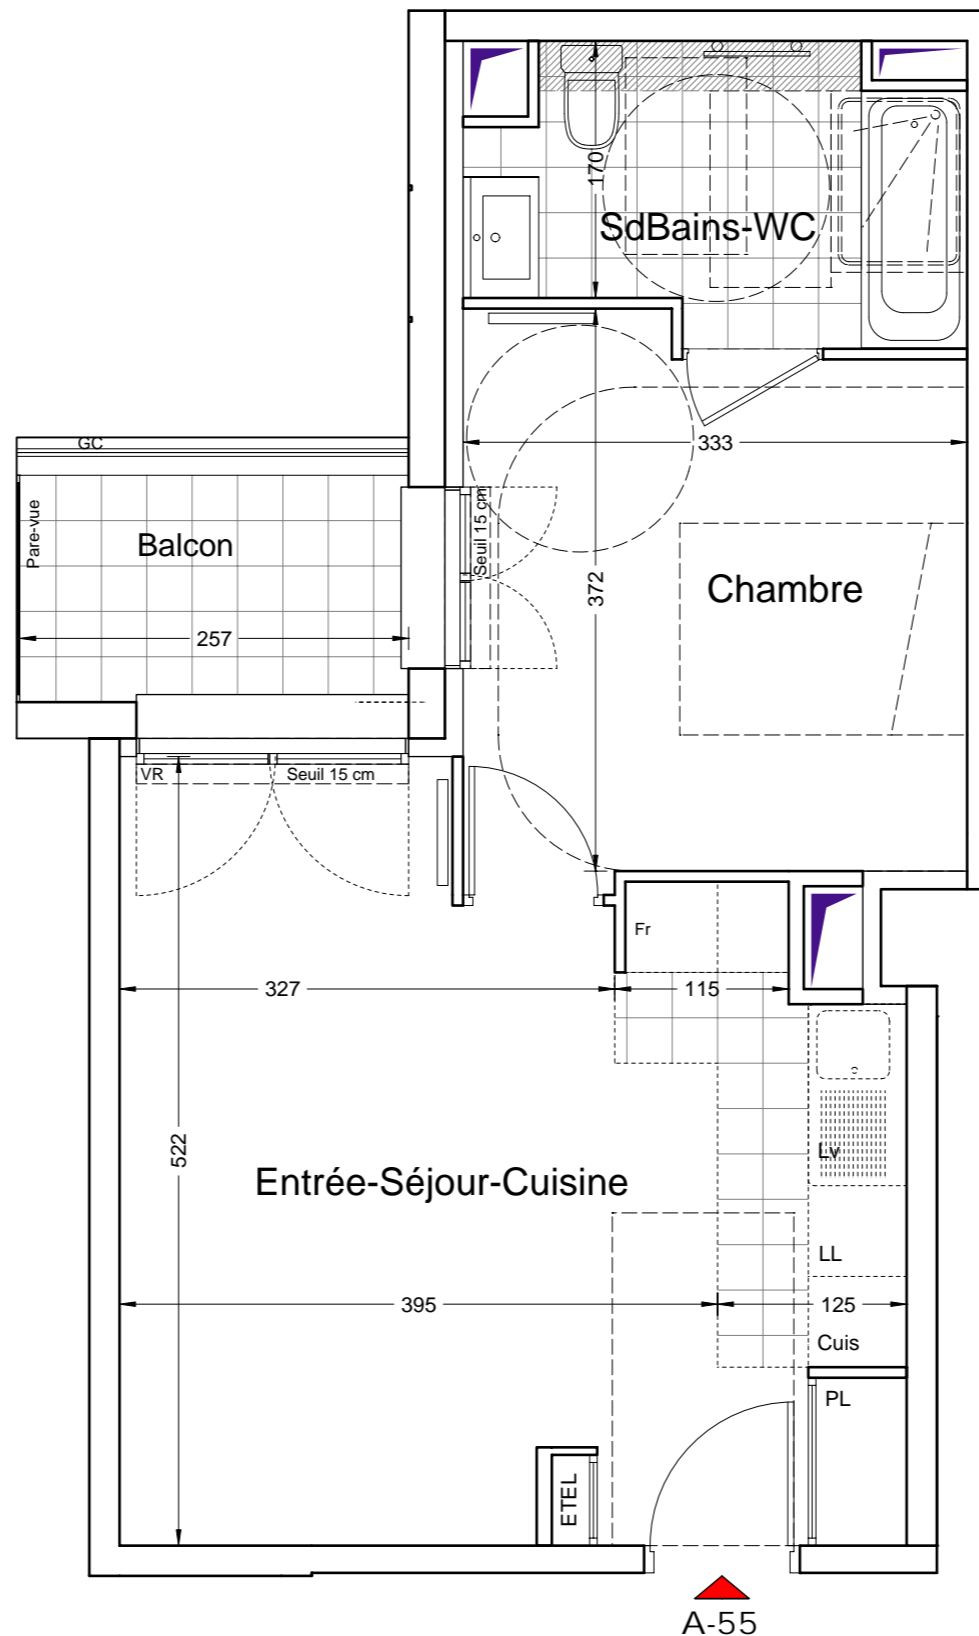 170
SdBains-WC
GC
333
Pare-vue
Balcon
Seuil 15 cm
372
Chambre
257
VR
Seuil 15 cm
Fr
327
115
522
Lv
Entrée-Séjour-Cuisine
LL
395
125
Cuis
PL
ETEL
A-55